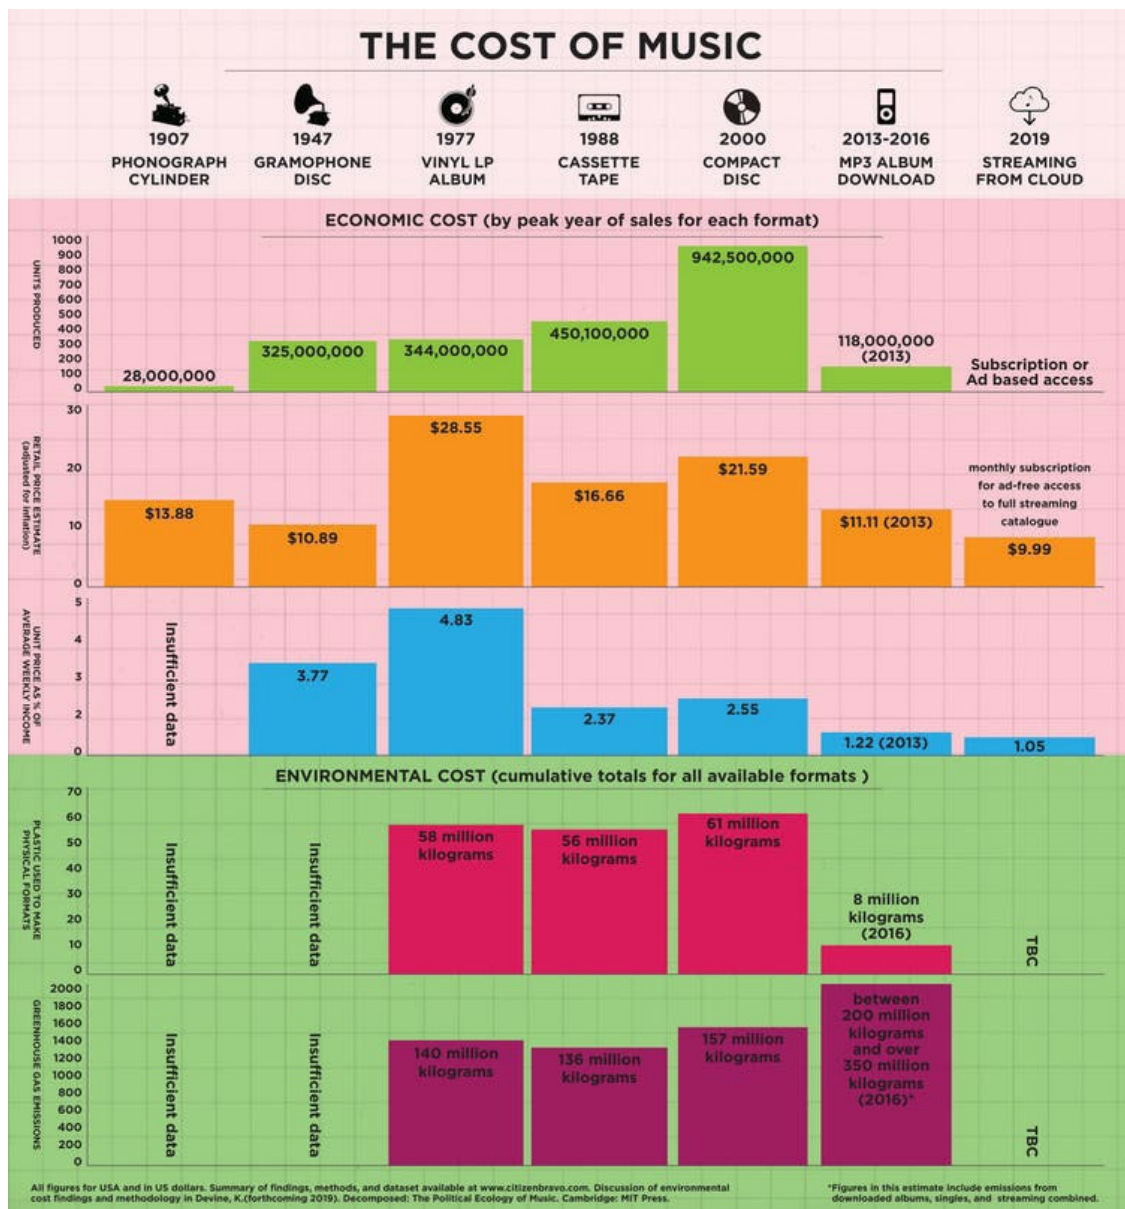 THE COST OF MUSIC
1907
PHONOGRAPH
CYLINDER
1947
GRAMOPHONE
DISC
1977
VINYL LP
ALBUM
1988
CASSETTE
TAPE
2000
COMPACT
DISC
2013-2016
MP3 ALBUM
DOWNLOAD
2019
STREAMING
FROM CLOUD
ECONOMIC COST (by peak year of sales for each format)
UNITS PRODUCED
1000
900
800
700
600
500
400
300
200
100
0
28,000,000
325,000,000
344,000,000
450,100,000
942,500,000
118,000,000
(2013)
Subscription or
Ad based access
RETAIL PRICE ESTIMATE
(adjusted for inflation)
30
20
10
0
$13.88
$10.89
$28.55
$16.66
$21.59
$11.11 (2013)
monthly subscription
for ad-free access
to full streaming
catalogue
$9.99
UNIT PRICE AS % OF
AVERAGE WEEKLY INCOME
5
4
3
2
0
Insufficient data
3.77
4.83
2.37
2.55
1.22 (2013)
1.05
ENVIRONMENTAL COST (cumulative totals for all available formats )
PLASTIC USED TO MAKE
PHYSICAL FORMATS
70
60
50
40
30
20
10
0
Insufficient data
Insufficient data
58 million
kilograms
56 million
kilograms
61 million
kilograms
8 million
kilograms
(2016)
TBC
GREENHOUSE GAS EMISSIONS
2000
1800
1600
1400
1200
1000
800
600
400
200
0
Insufficient data
Insufficient data
140 million
kilograms
136 million
kilograms
157 million
kilograms
between
200 million
kilograms
and over
350 million
kilograms
(2016)*
TBC
All figures for USA and in US dollars. Summary of findings, methods, and dataset available at www.citizenbravo.com. Discussion of environmental
cost findings and methodology in Devine, K.(forthcoming 2019). Decomposed: The Political Ecology of Music. Cambridge: MIT Press.
*Figures in this estimate include emissions from
downloaded albums, singles, and streaming combined.